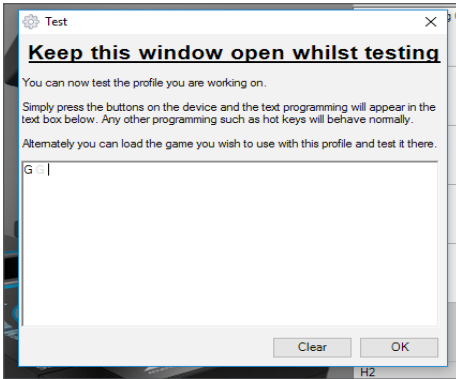 Test
Keep this window open whilst testing
You can now test the profile you are working on.
Simply press the buttons on the device and the text programming will appear in the
text box below. Any other programming such as hot keys will behave normally.
Alternately you can load the game you wish to use with this profile and test it there.
G G
Clear
OK
H2